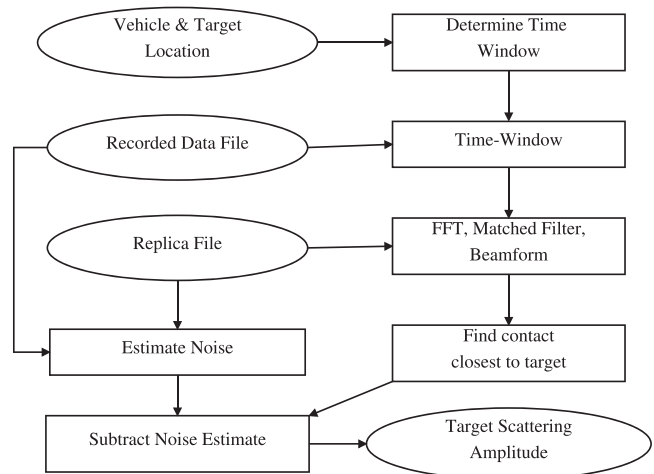 Vehicle & Target
Location
Determine Time
Window
Recorded Data File
Time-Window
Replica File
FFT, Matched Filter,
Beamform
Estimate Noise
Find contact
closest to target
Subtract Noise Estimate
Target Scattering
Amplitude